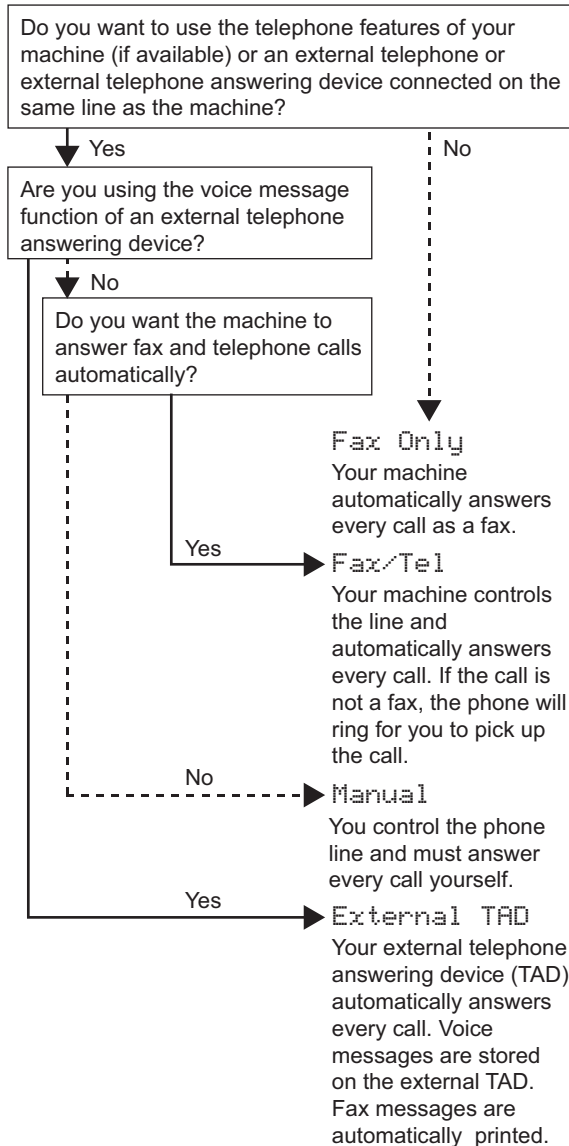 Do you want to use the telephone features of your
machine (if available) or an external telephone or
external telephone answering device connected on the
same line as the machine?
Yes
No
Are you using the voice message
function of an external telephone
answering device?
No
Do you want the machine to
answer fax and telephone calls
automatically?
Fax Only
Your machine
automatically answers
every call as a fax.
Yes
Fax/Tel
Your machine controls
the line and
automatically answers
every call. If the call is
not a fax, the phone will
ring for you to pick up
the call.
No
Manual
You control the phone
line and must answer
every call yourself.
Yes
External TAD
Your external telephone
answering device (TAD)
automatically answers
every call. Voice
messages are stored
on the external TAD.
Fax messages are
automatically printed.